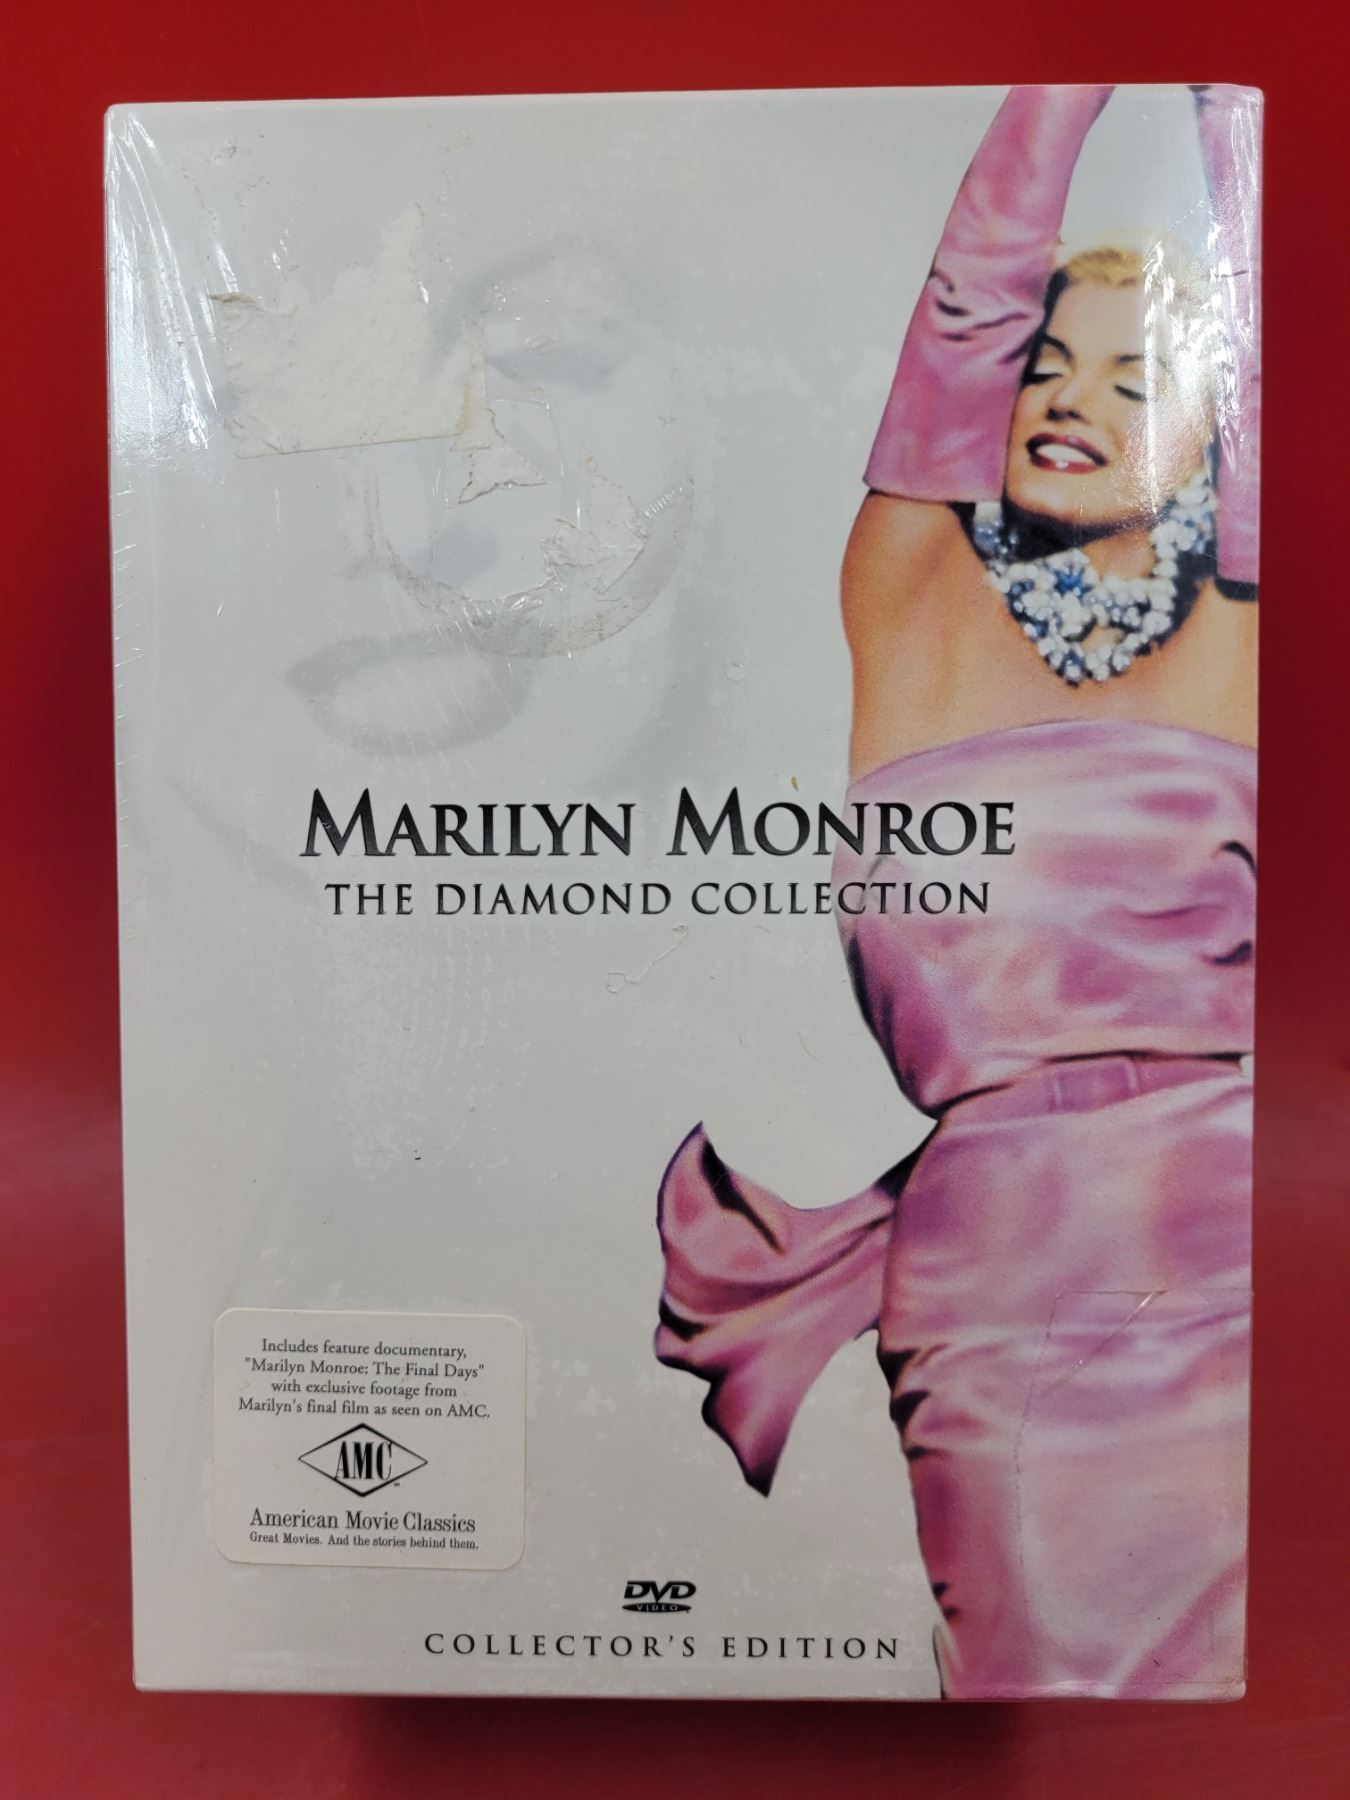 MARILYN MONROE
THE DIAMOND COLLECTION
Includes feature documentary,
"Marilyn Monroe: The Final Days"
with exclusive footage from
Marilyn's final film as seen on AMC.
AMC
American Movie Classics
Great Movies. And the stories behind them.
DVD
VIDEO
COLLECTOR'S EDITION